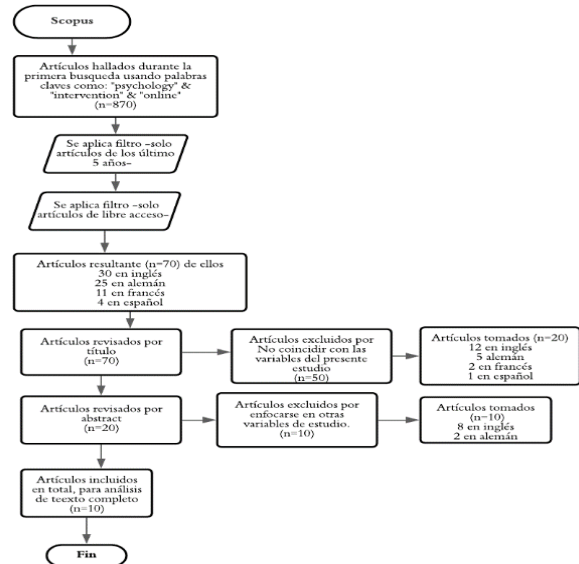 Scopus
Artículos hallados durante la
primera busqueda usando palabras
claves como: "psychology" &
"intervention" & "online"
(n=870)
Se aplica filtro –solo
artículos de los último
5 años-
Se aplica filtro –solo
artículos de libre acceso-
Artículos resultante (n=70) de ellos
30 en inglés
25 en alemán
11 en francés
4 en español
Artículos revisados por
título
(n=70)
Artículos excluidos por
No coincidir con las
variables del presente
estudio
(n=50)
Artículos tomados (n=20)
12 en inglés
5 alemán
2 en francés
1 en español
Artículos revisados por
abstract
(n=20)
Artículos excluidos por
enfocarse en otras
variables de estudio.
(n=10)
Artículos tomados
(n=10)
8 en inglés
2 en alemán
Artículos incluidos
en total, para análisis
de teexto completo
(n=10)
Fin